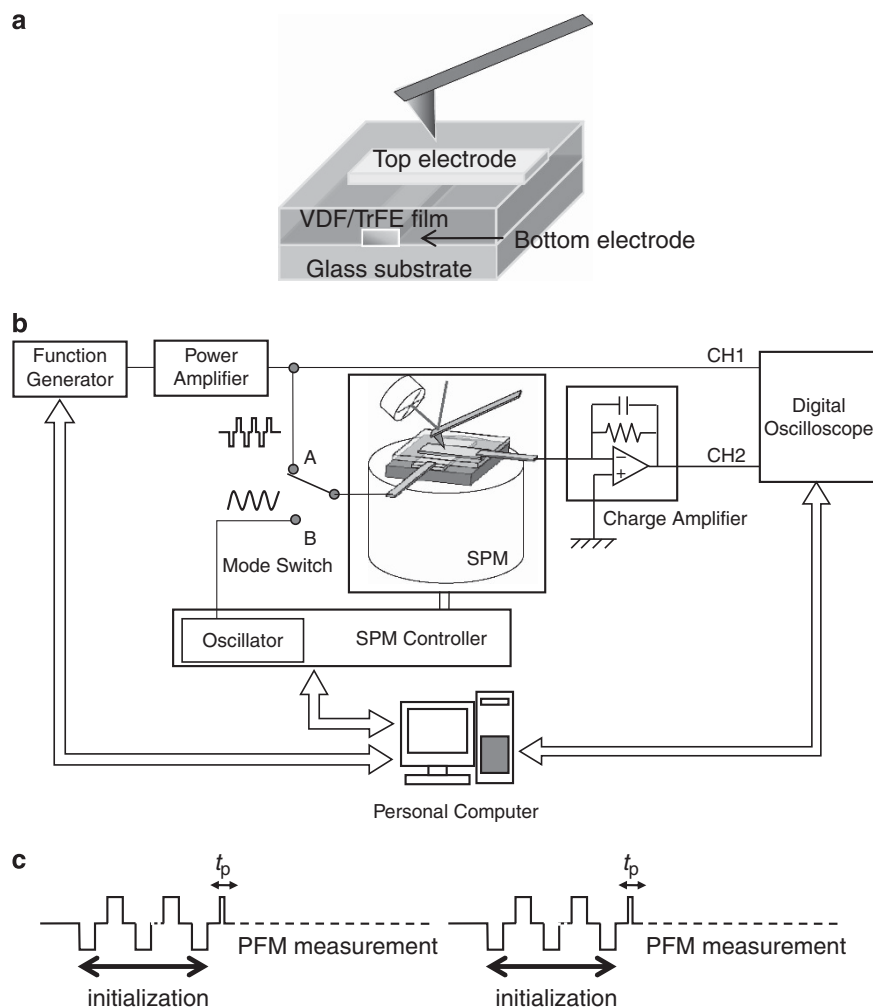 a
Top electrode
VDF/TrFE film
Bottom electrode
Glass substrate
b
Function
Generator
Power
Amplifier
CH1
Digital
Oscilloscope
A
B
Mode Switch
SPM
CH2
Charge Amplifier
Oscillator
SPM Controller
Personal Computer
c
tp
PFM measurement
initialization
tp
PFM measurement
initialization